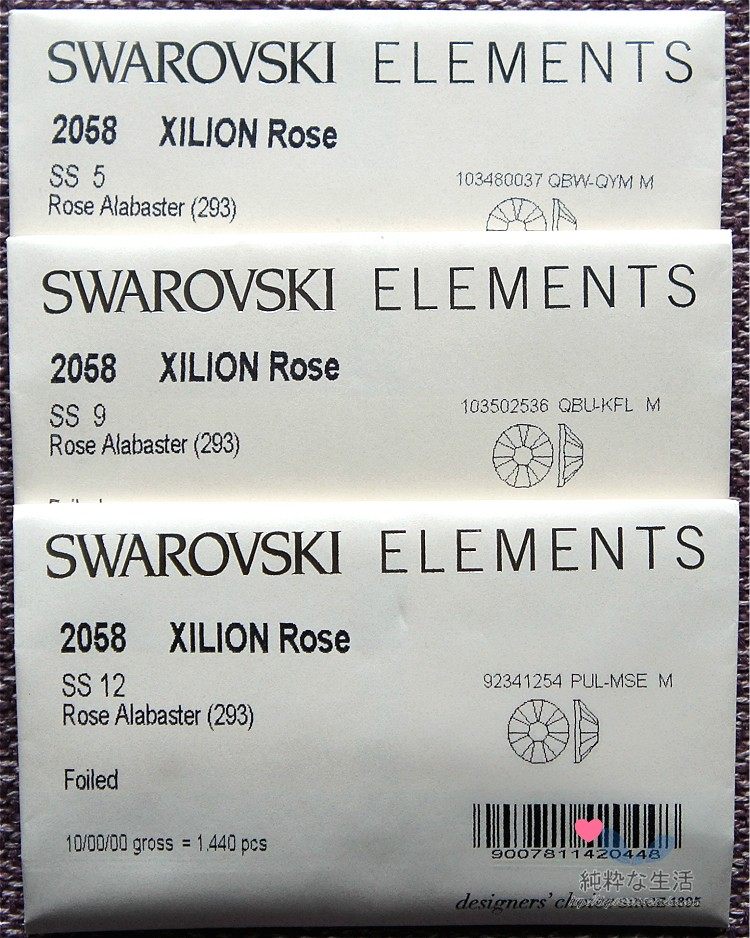 SWAROVSKI ELEMENTS
2058 XILION Rose
SS 5
103480037 QBW-QYM M
Rose Alabaster (293)
SWAROVSKI ELEMENTS
2058 XILION Rose
SS 9
103502536 QBU-KFL M
Rose Alabaster (293)
SWAROVSKI ELEMENTS
2058 XILION Rose
SS 12
92341254 PUL-MSE M
Rose Alabaster (293)
Foiled
10/00/00 gross = 1.440 pcs
9007811420448
純粋な生活
designers'